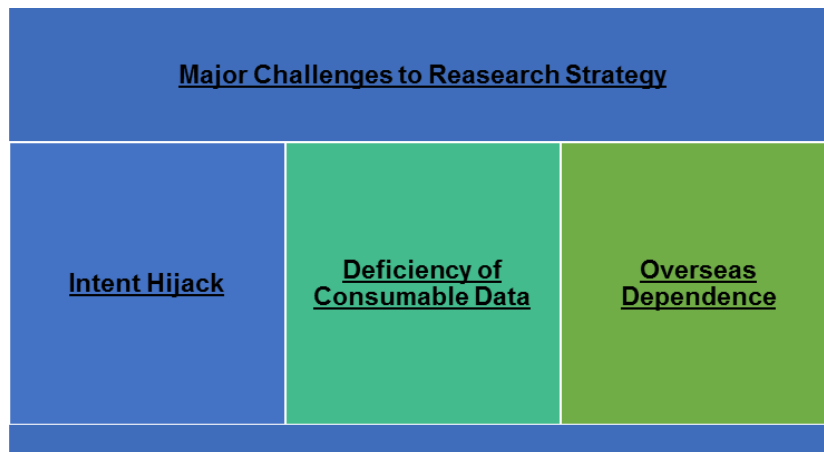 Major Challenges to Reasearch Strategy
Intent Hijack
Deficiency of
Consumable Data
Overseas
Dependence